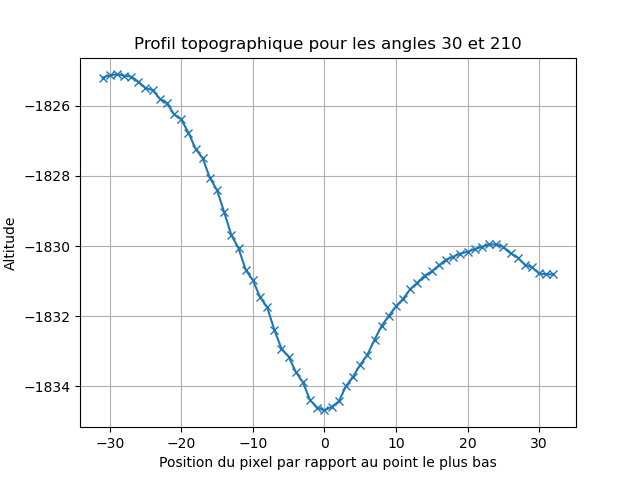 Profil topographique pour les angles 30 et 210
Altitude
−1826
−1828
−1830
−1832
−1834
−30 −20 −10 0 10 20 30
Position du pixel par rapport au point le plus bas